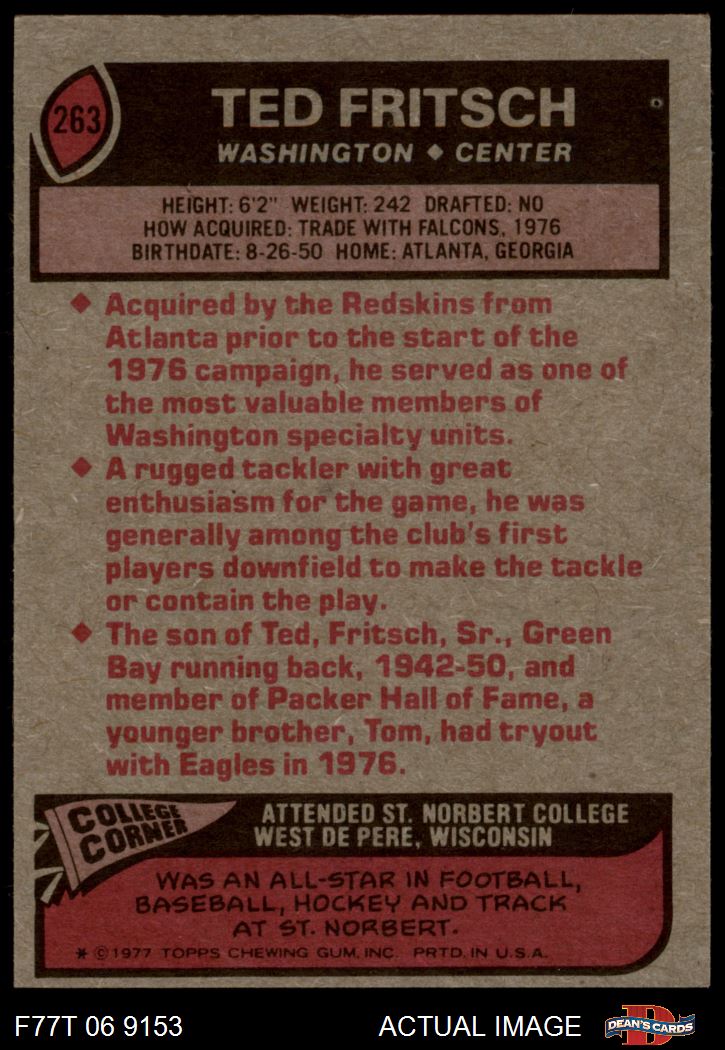 263
TED FRITSCH
WASHINGTON ◆ CENTER
HEIGHT: 6'2" WEIGHT: 242 DRAFTED: NO
HOW ACQUIRED: TRADE WITH FALCONS, 1976
BIRTHDATE: 8-26-50 HOME: ATLANTA, GEORGIA
◆ Acquired by the Redskins from
Atlanta prior to the start of the
1976 campaign, he served as one of
the most valuable members of
Washington specialty units.
◆ A rugged tackler with great
enthusiasm for the game, he was
generally among the club's first
players downfield to make the tackle
or contain the play.
◆ The son of Ted, Fritsch, Sr., Green
Bay running back, 1942-50, and
member of Packer Hall of Fame, a
younger brother, Tom, had tryout
with Eagles in 1976.
COLLEGE
CORNER
ATTENDED ST. NORBERT COLLEGE
WEST DE PERE, WISCONSIN
WAS AN ALL-STAR IN FOOTBALL,
BASEBALL, HOCKEY AND TRACK
AT ST. NORBERT.
* © 1977 TOPPS CHEWING GUM, INC. PRTD. IN U.S.A.
F77T 06 9153
ACTUAL IMAGE
D
DEAN'S CARDS